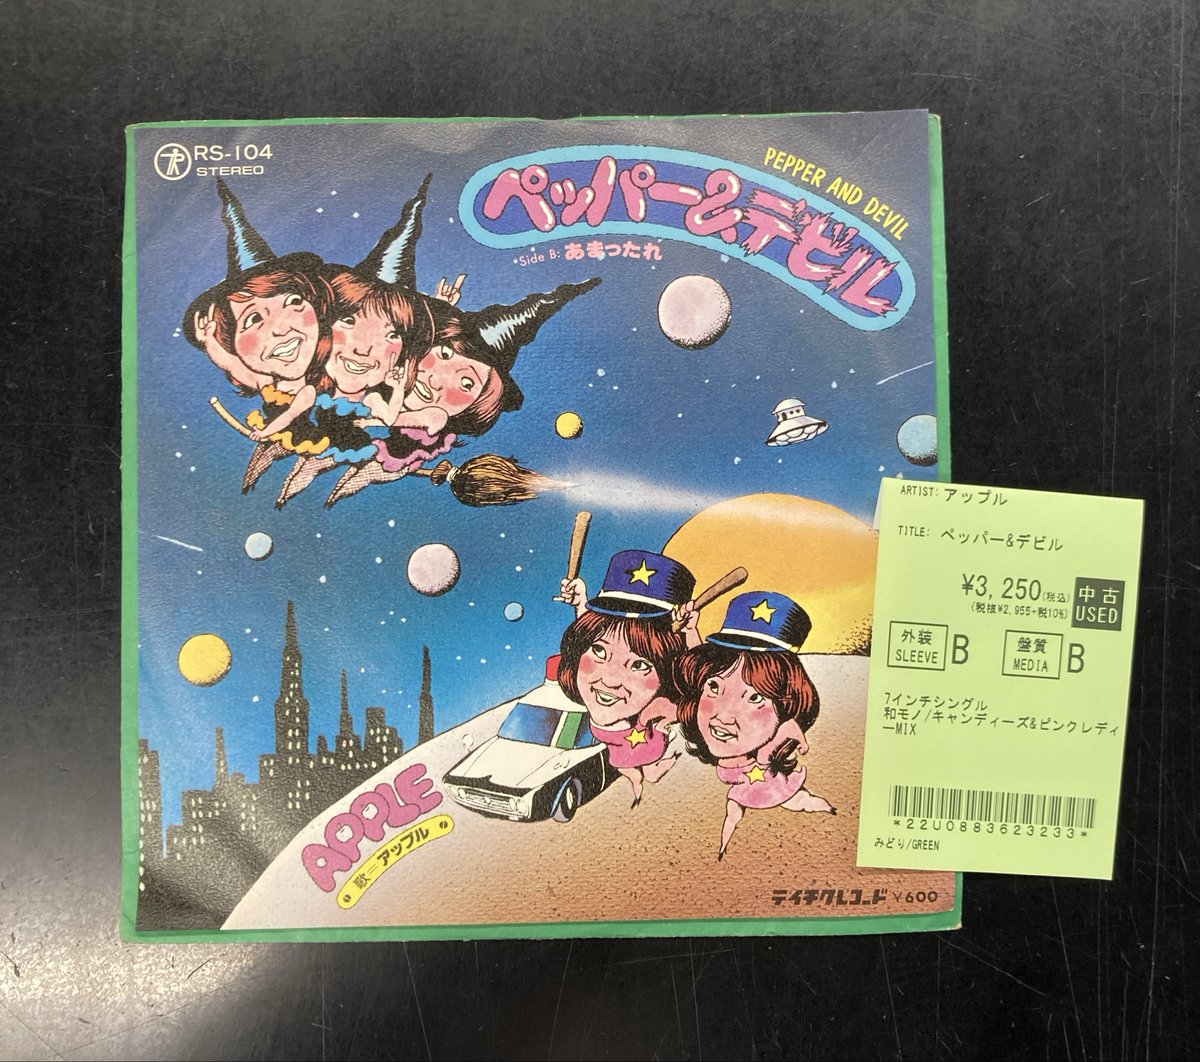 RS-104
STEREO
PEPPER AND DEVIL
ペッパー&デビル
Side B: あまったれ
APPLE
歌=アップル
テイチクレコード ¥600
ARTIST: アップル
TITLE: ペッパー&デビル
¥3,250(税込)
(税抜¥2,955+税10%)
中古
USED
外装
SLEEVE
B
盤質
MEDIA
B
7インチシングル
和モノ/キャンディーズ&ピンクレディ
ーMIX
*22U0883623233*
みどり/GREEN